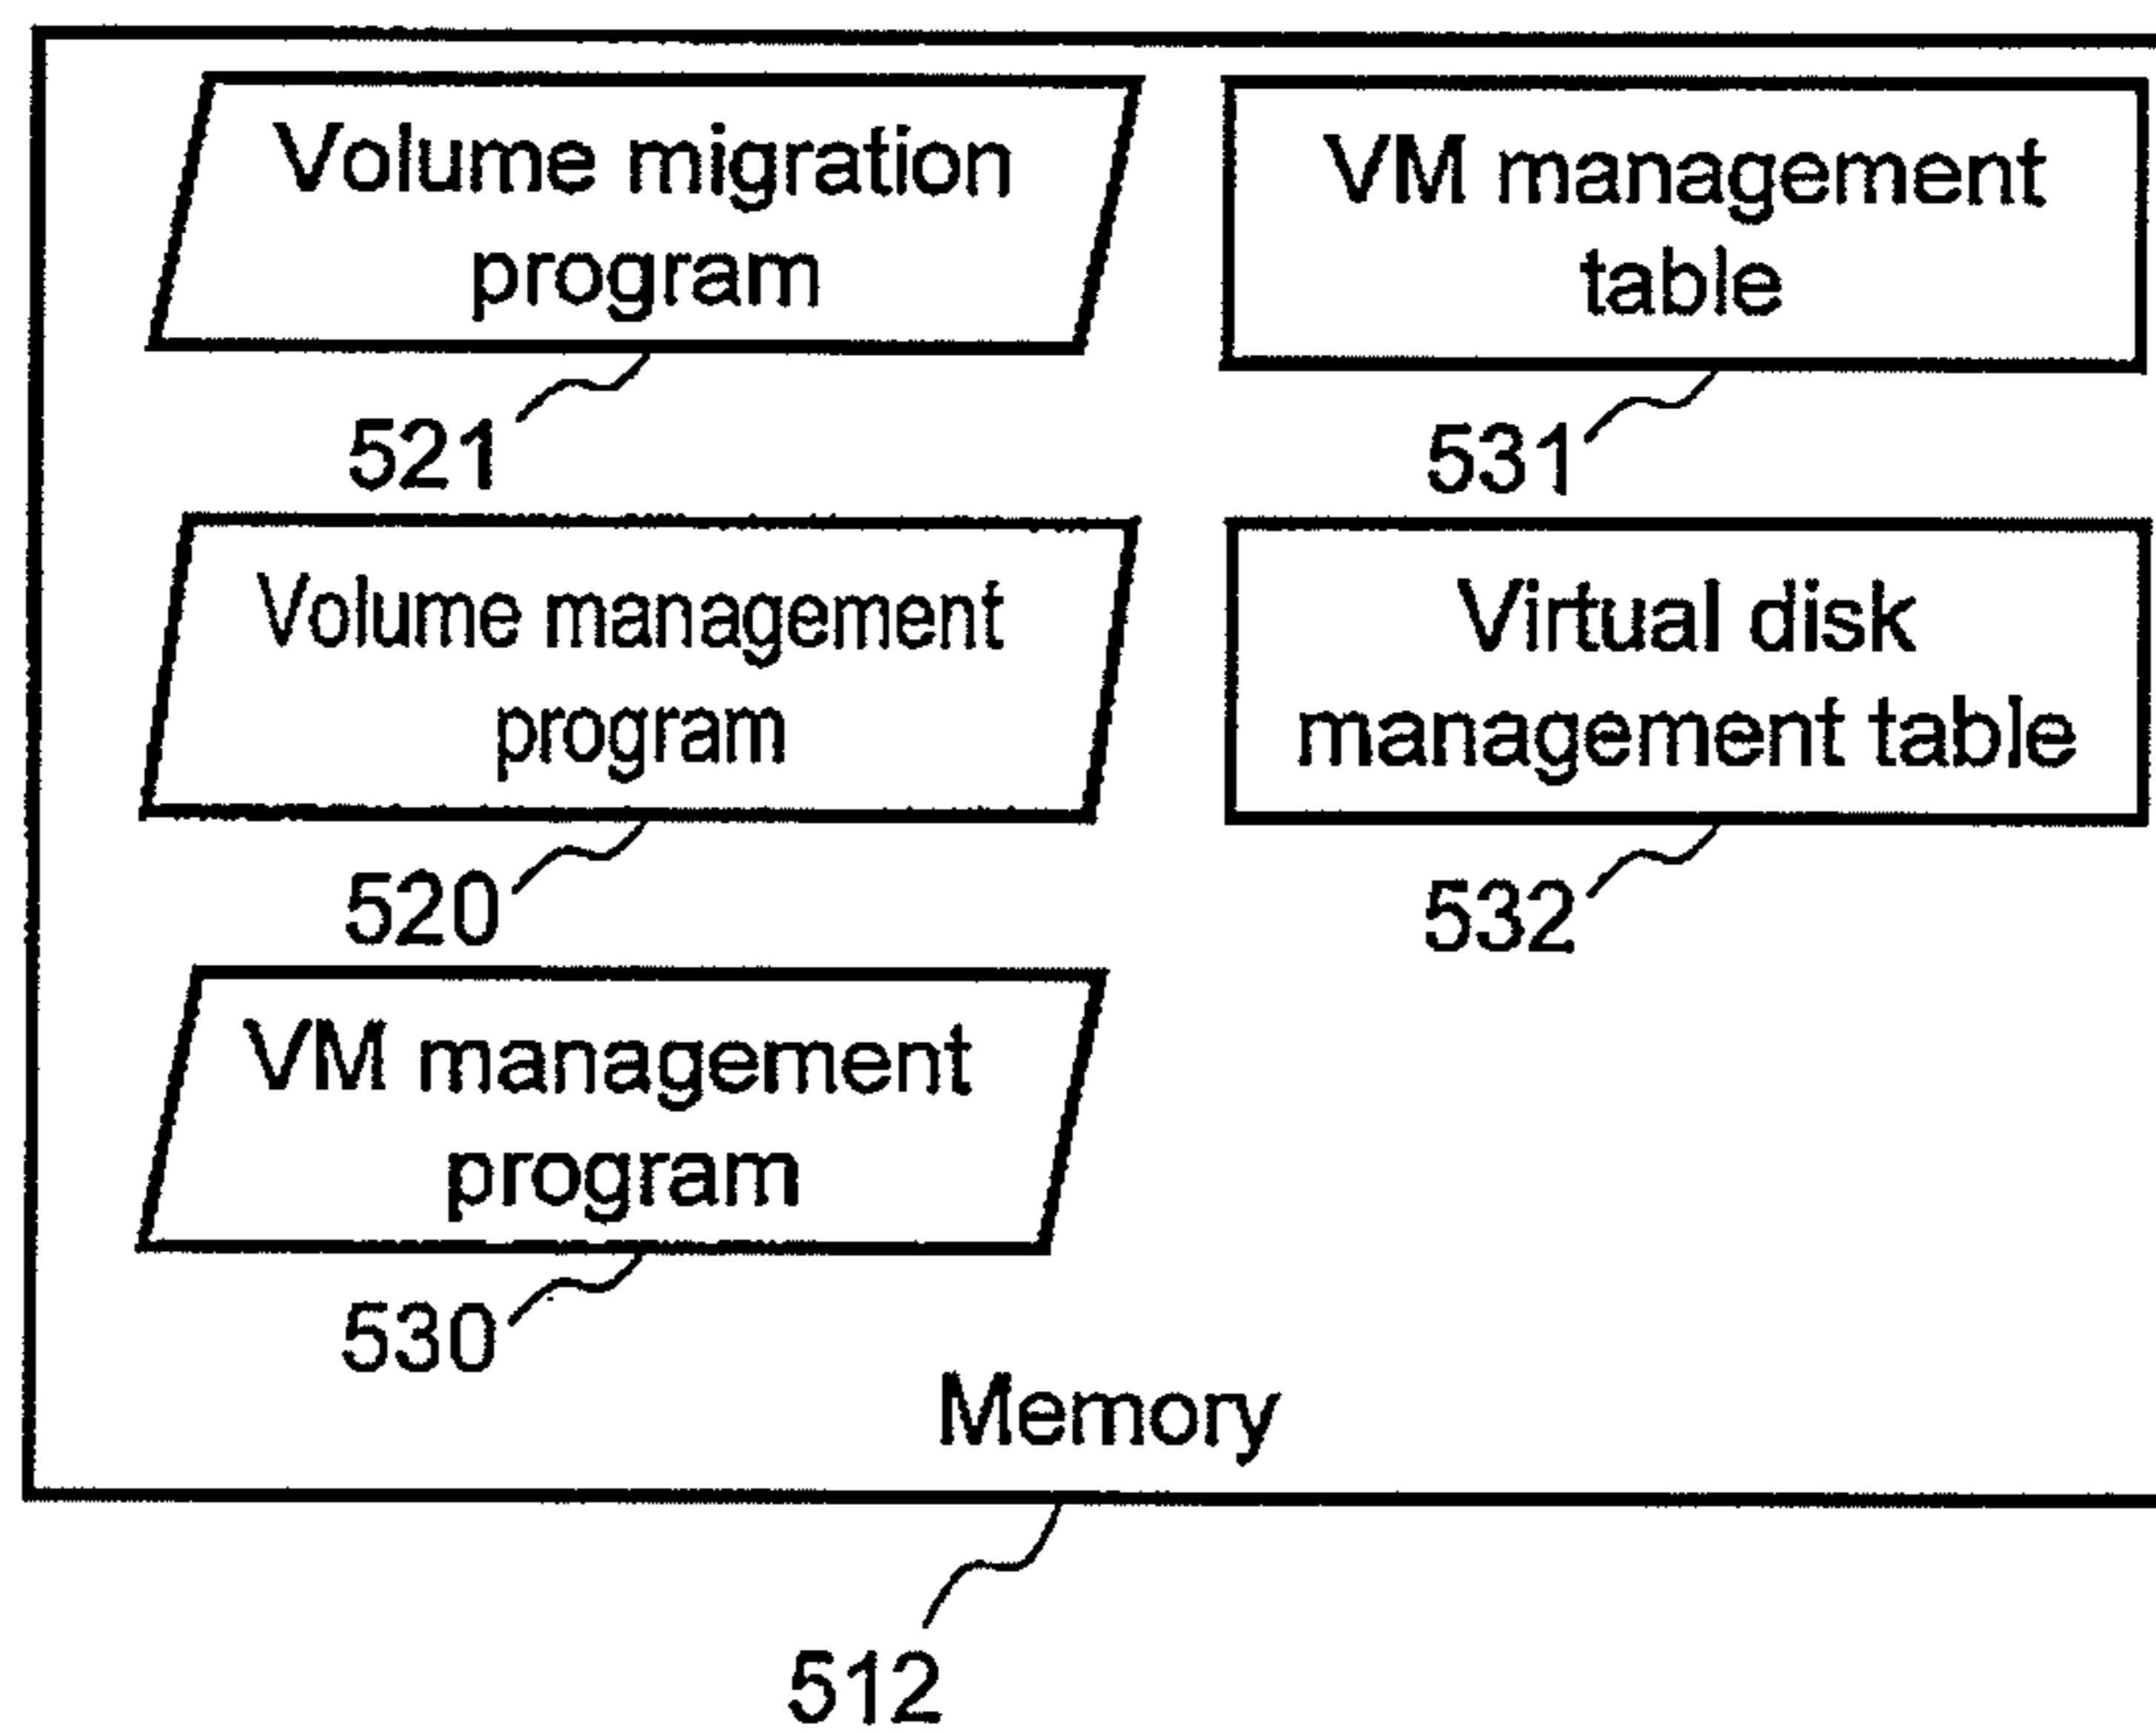 Volume migration
program
521
VM management
table
531
Volume management
program
520
Virtual disk
management table
532
VM management
program
530
Memory
512